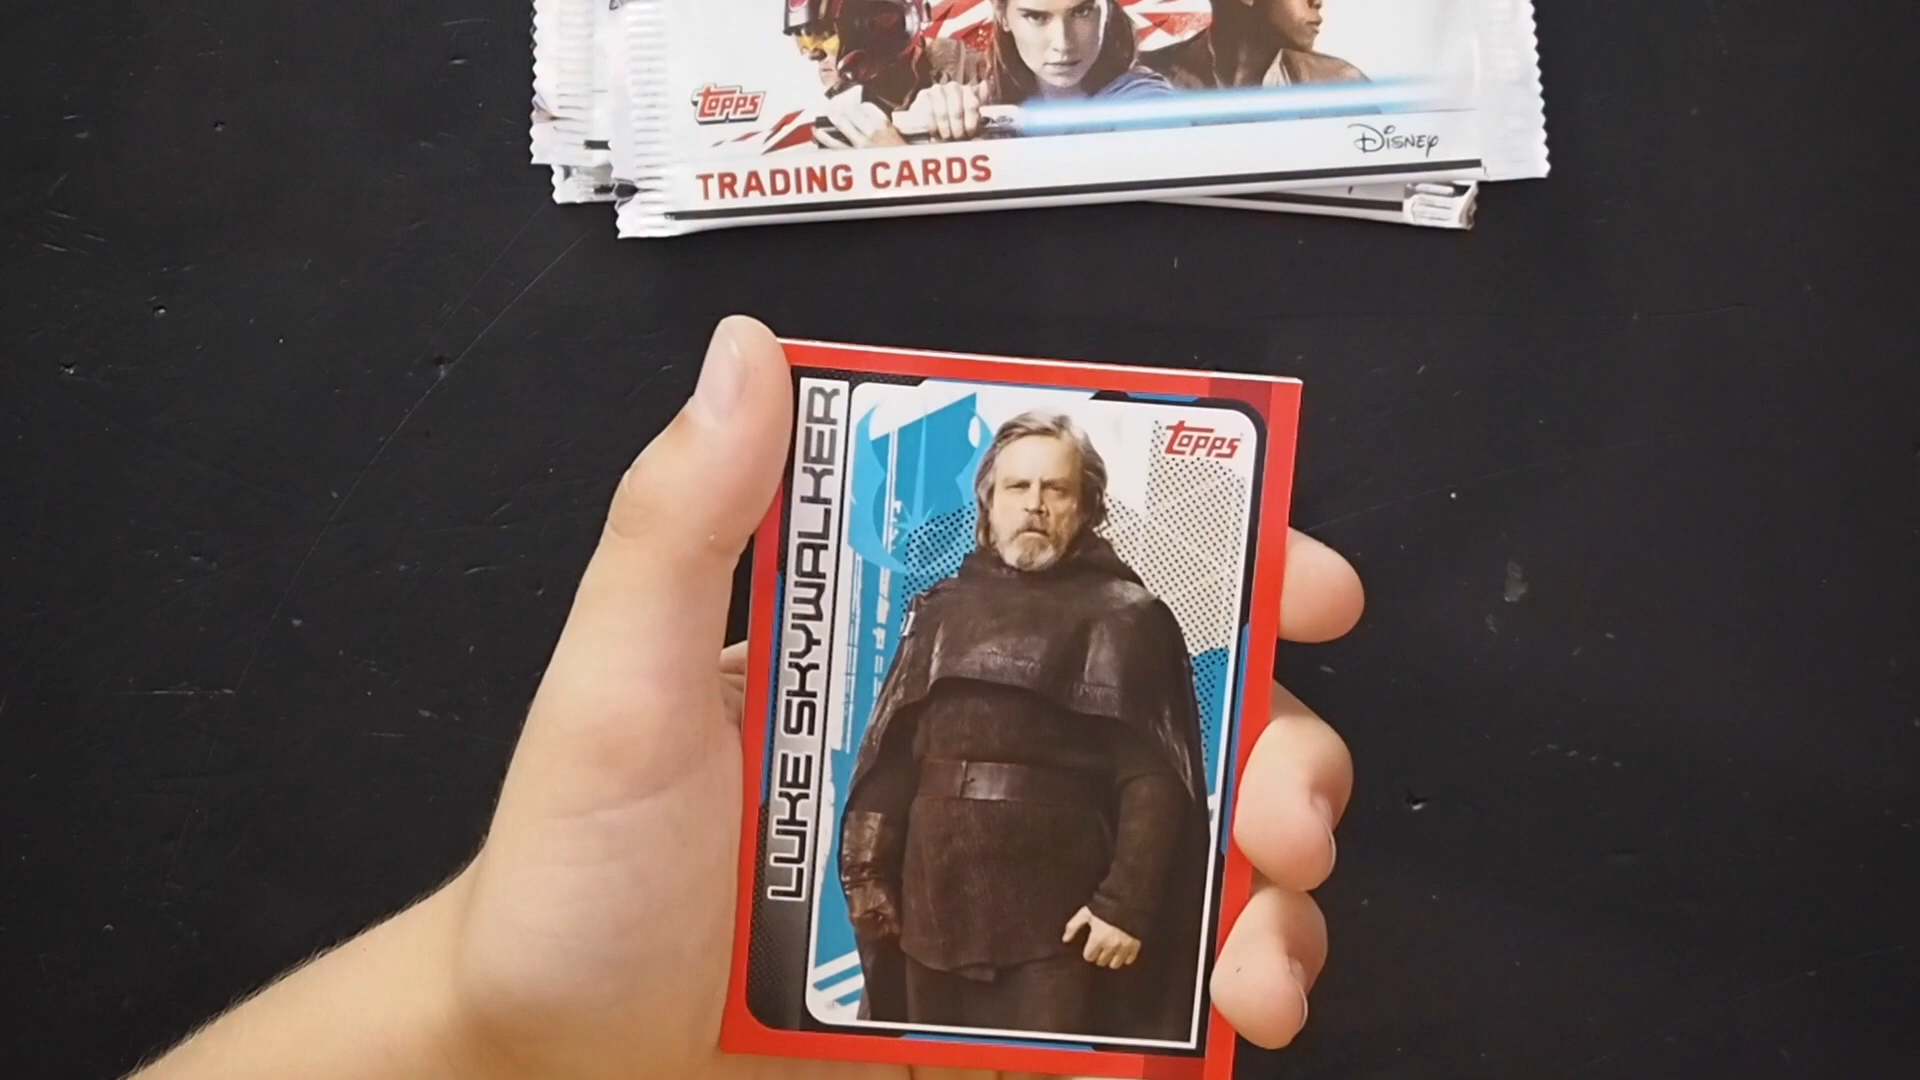 Topps
Disney
TRADING CARDS
Topps
LUKE SKYWALKER